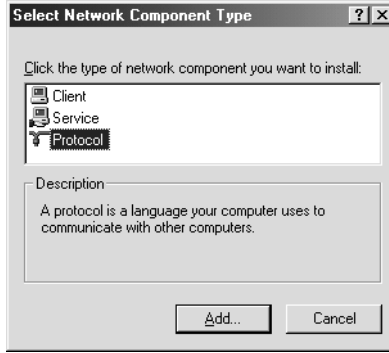 Select Network Component Type
Click the type of network component you want to install:
Client
Service
Protocol
Description
A protocol is a language your computer uses to
communicate with other computers.
Add...
Cancel